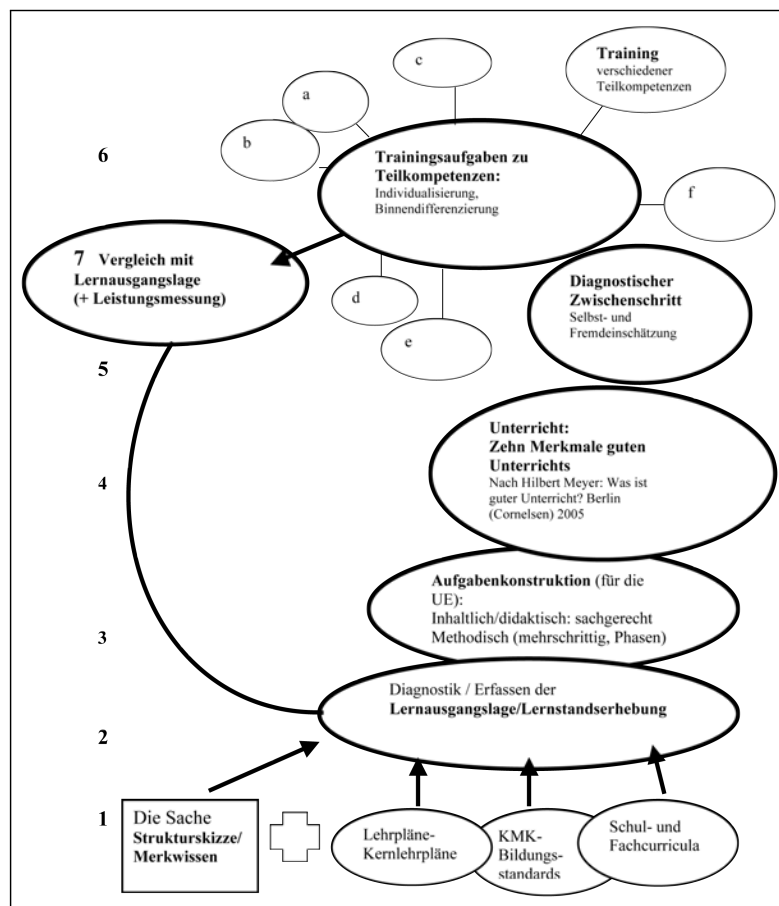 c
Training
verschiedener
Teilkompetenzen
a
b
6
Trainingsaufgaben zu
Teilkompetenzen:
Individualisierung,
Binnendifferenzierung
f
7 Vergleich mit
Lernausgangslage
(+ Leistungsmessung)
d
e
Diagnostischer
Zwischenschritt
Selbst- und
Fremdeinschätzung
5
Unterricht:
Zehn Merkmale guten
Unterrichts
Nach Hilbert Meyer: Was ist
guter Unterricht? Berlin
(Cornelsen) 2005
4
Aufgabenkonstruktion (für die
UE):
Inhaltlich/didaktisch: sachgerecht
Methodisch (mehrschrittig, Phasen)
3
Diagnostik / Erfassen der
Lernausgangslage/Lernstandserhebung
2
1
Die Sache
Strukturskizze/
Merkwissen
Lehrpläne-
Kernlehrpläne
KMK-
Bildungs-
standards
Schul- und
Fachcurricula